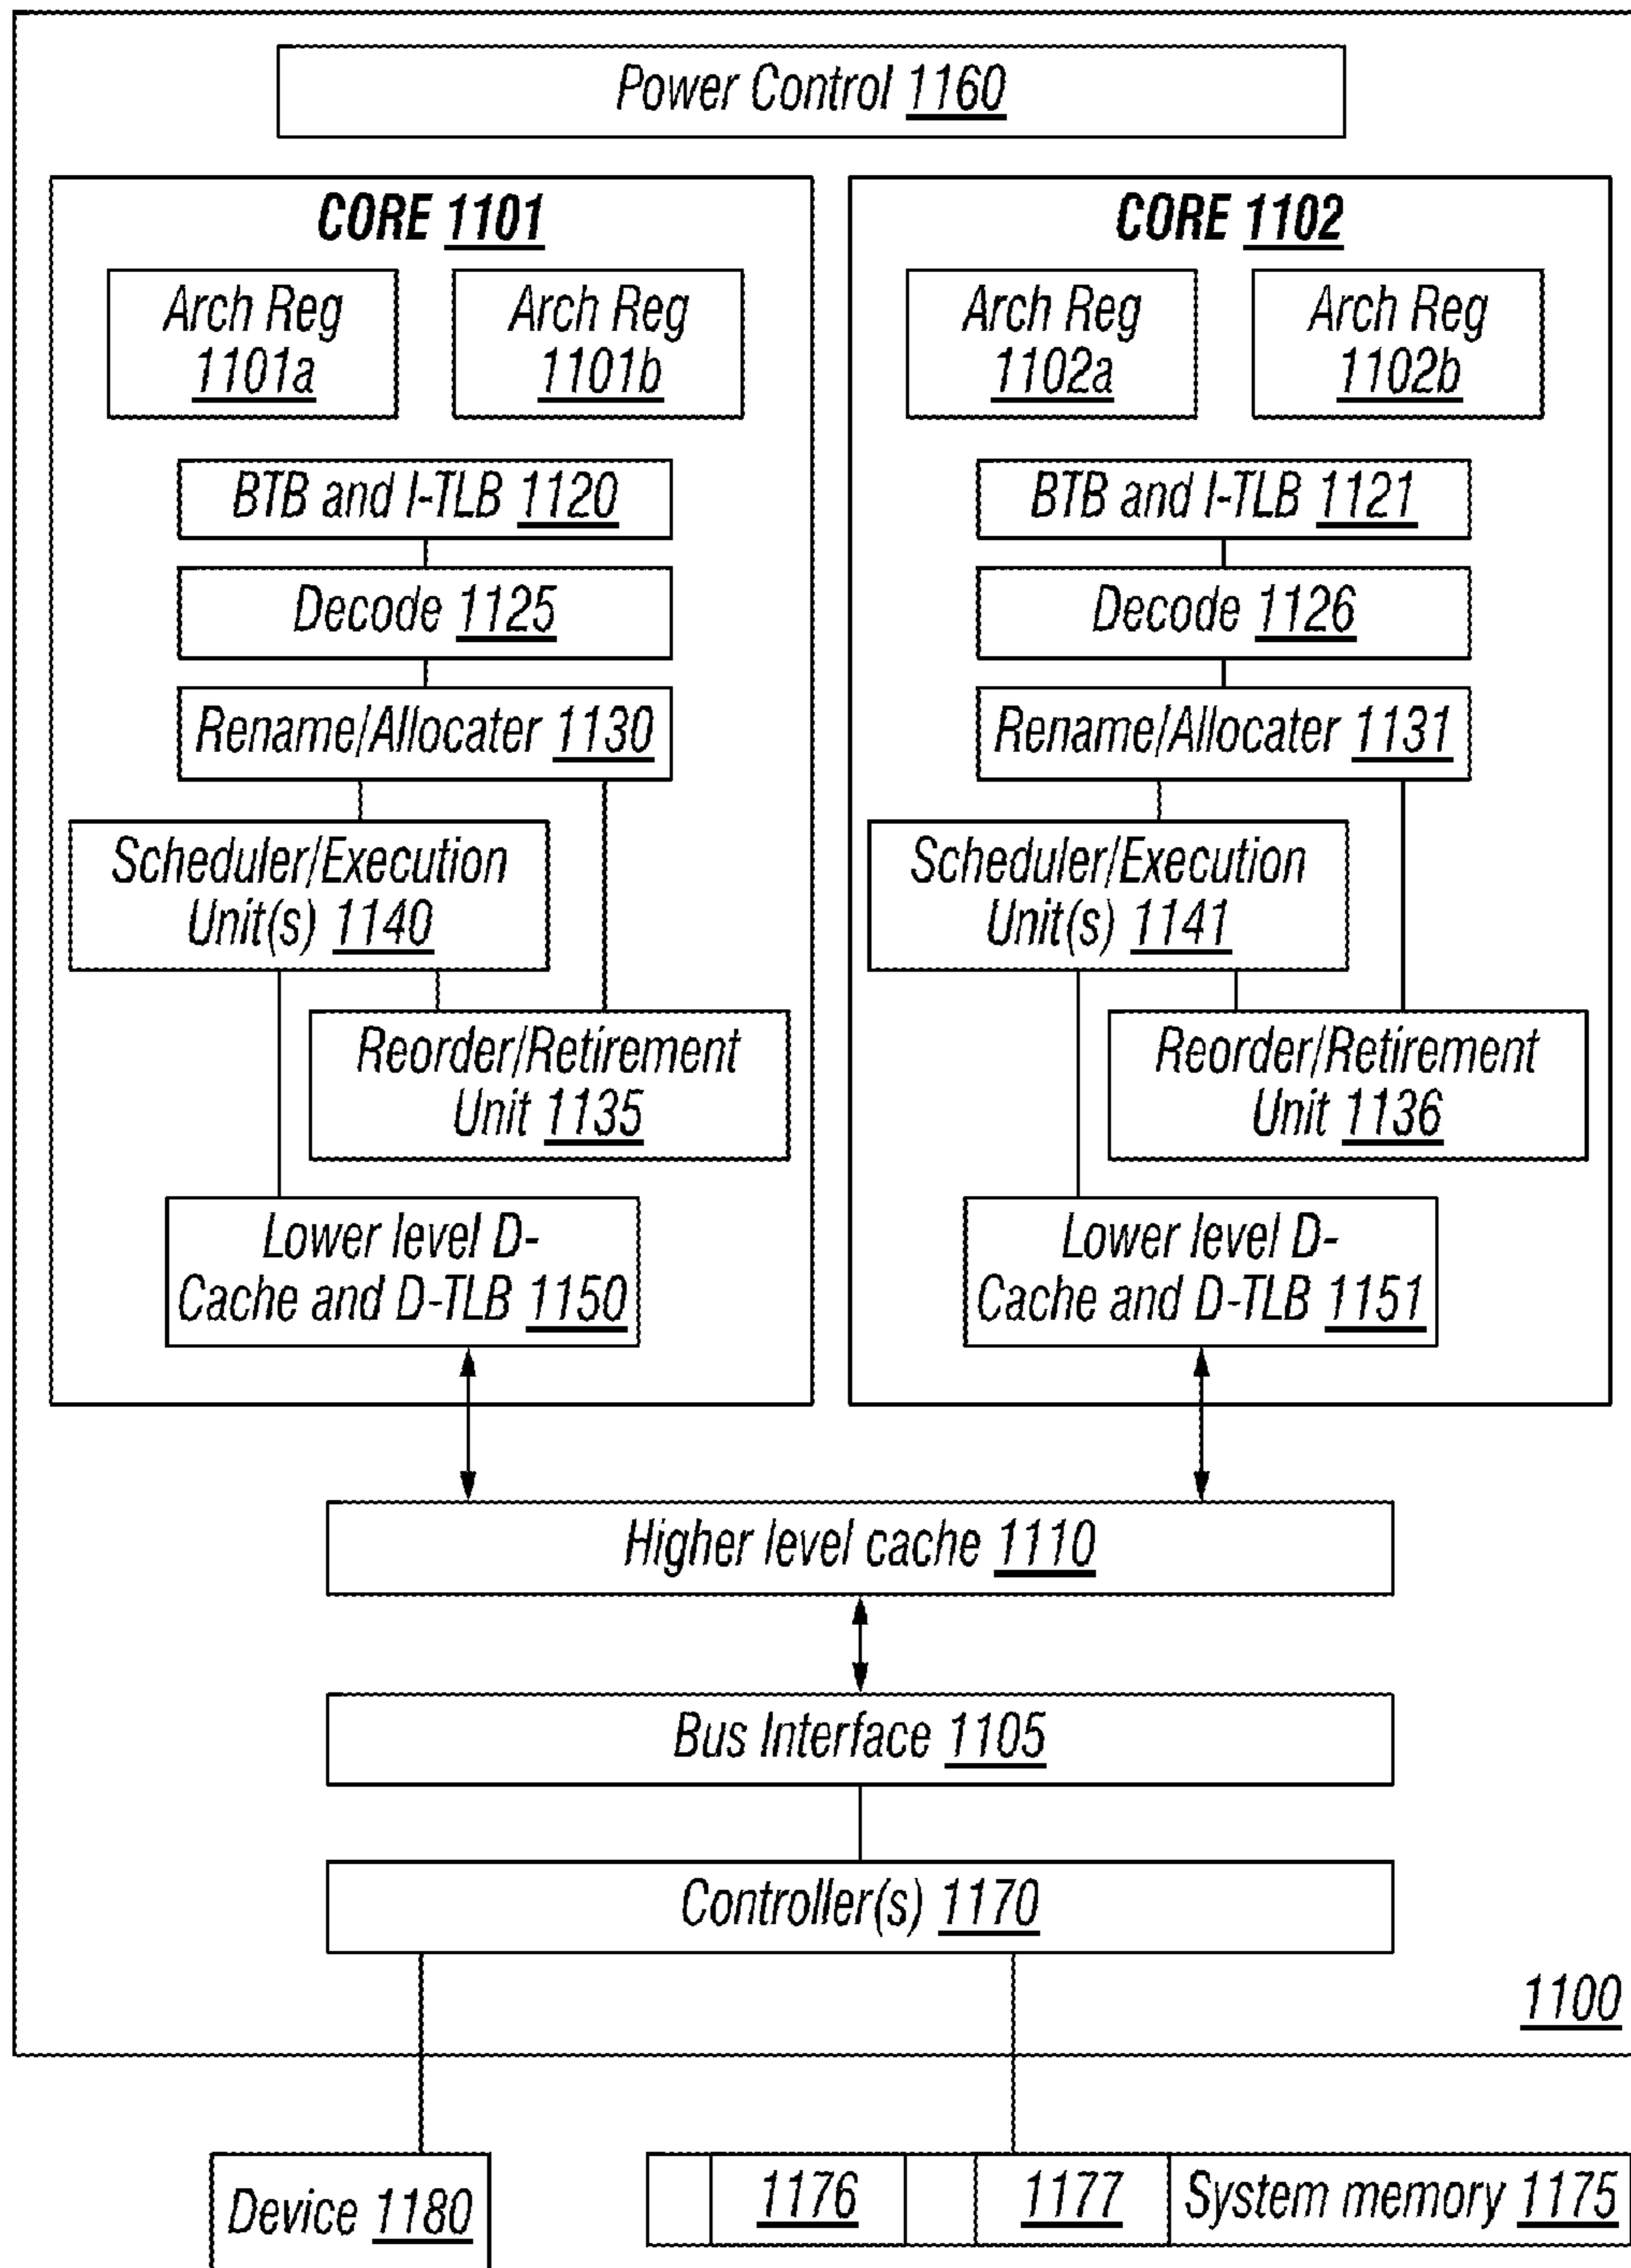 Power Control 1160
CORE 1101
Arch Reg
1101a
Arch Reg
1101b
BTB and I-TLB 1120
Decode 1125
Rename/Allocater 1130
Scheduler/Execution
Unit(s) 1140
Reorder/Retirement
Unit 1135
Lower level D-
Cache and D-TLB 1150
CORE 1102
Arch Reg
1102a
Arch Reg
1102b
BTB and I-TLB 1121
Decode 1126
Rename/Allocater 1131
Scheduler/Execution
Unit(s) 1141
Reorder/Retirement
Unit 1136
Lower level D-
Cache and D-TLB 1151
Higher level cache 1110
Bus Interface 1105
Controller(s) 1170
1100
Device 1180
1176
1177
System memory 1175